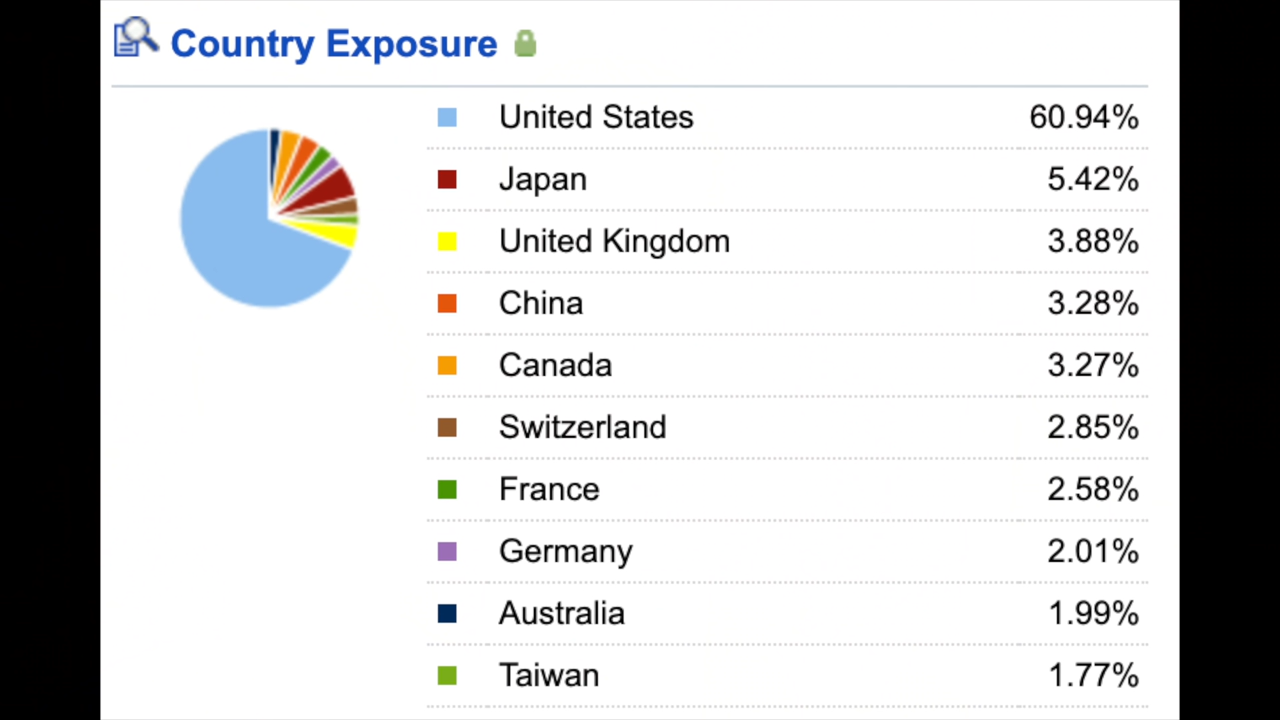 Country Exposure
United States 60.94%
Japan 5.42%
United Kingdom 3.88%
China 3.28%
Canada 3.27%
Switzerland 2.85%
France 2.58%
Germany 2.01%
Australia 1.99%
Taiwan 1.77%